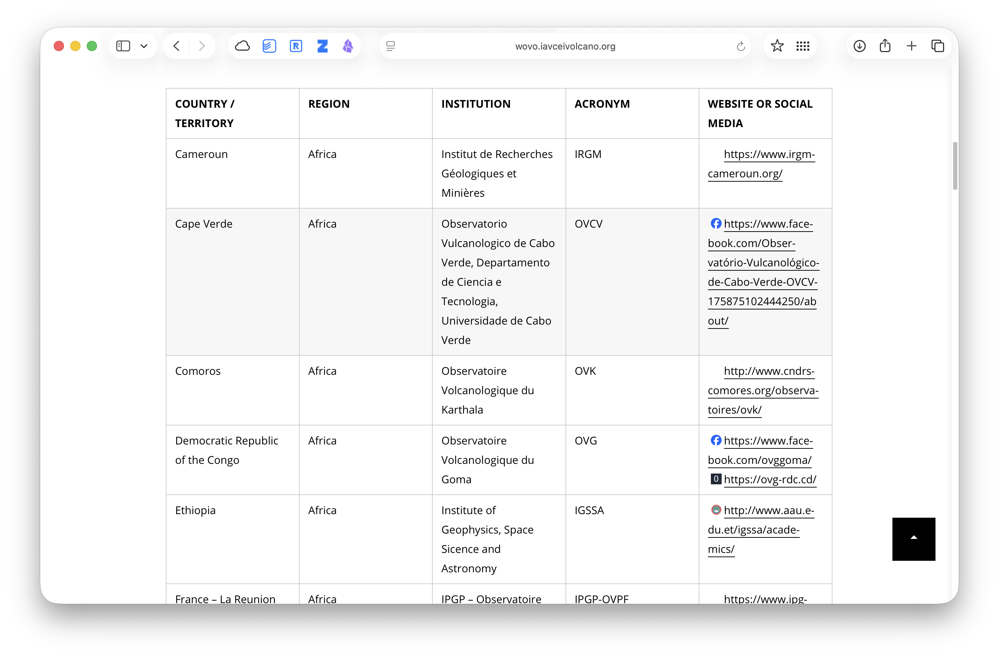 wovo.iavceivolcano.org
COUNTRY / TERRITORY
REGION
INSTITUTION
ACRONYM
WEBSITE OR SOCIAL MEDIA
Cameroun
Africa
Institut de Recherches
Géologiques et
Minières
IRGM
https://www.irgm-
cameroun.org/
Cape Verde
Africa
Observatorio
Vulcanologico de Cabo
Verde, Departamento
de Ciencia e
Tecnologia,
Universidade de Cabo
Verde
OVCV
https://www.face-
book.com/Obser-
vatório-Vulcanológico-
de-Cabo-Verde-OVCV-
175875102444250/ab
out/
Comoros
Africa
Observatoire
Volcanologique du
Karthala
OVK
http://www.cndrs-
comores.org/observa-
toires/ovk/
Democratic Republic
of the Congo
Africa
Observatoire
Volcanologique du
Goma
OVG
https://www.face-
book.com/ovggoma/
0 https://ovg-rdc.cd/
Ethiopia
Africa
Institute of
Geophysics, Space
Sicence and
Astronomy
IGSSA
http://www.aau.e-
du.et/igssa/acade-
mics/
France – La Reunion
Africa
IPGP – Observatoire
IPGP-OVPF
https://www.ipg-